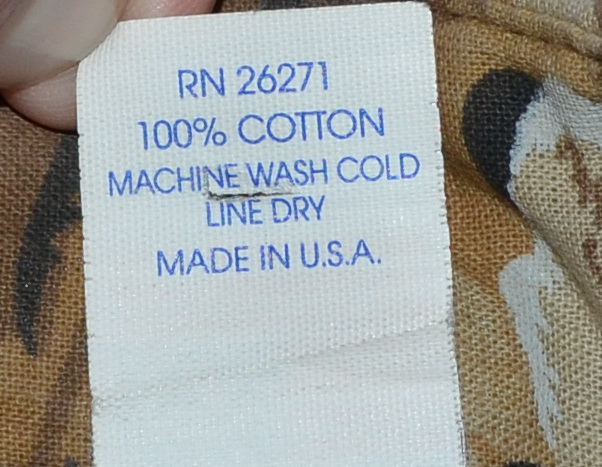 RN 26271
100% COTTON
MACHINE WASH COLD
LINE DRY
MADE IN U.S.A.